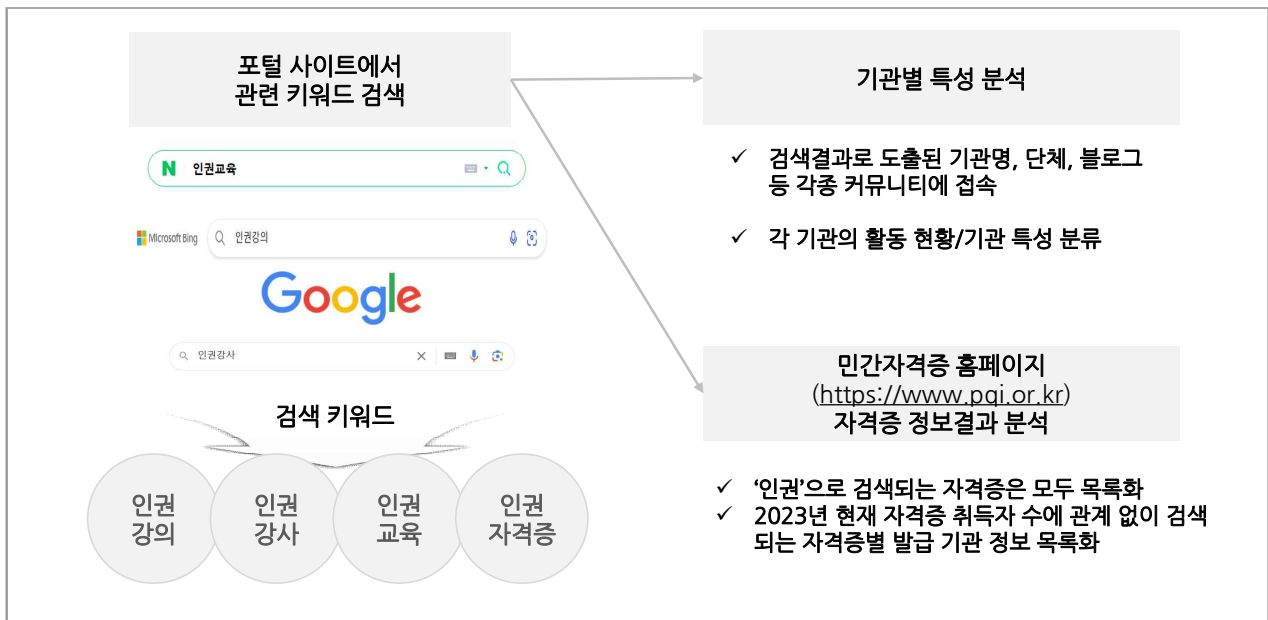 포털 사이트에서
관련 키워드 검색
N 인권교육
Microsoft Bing 인권강의
Google
인권강사
검색 키워드
인권
강의
인권
강사
인권
교육
인권
자격증
기관별 특성 분석
✓ 검색결과로 도출된 기관명, 단체, 블로그
등 각종 커뮤니티에 접속
✓ 각 기관의 활동 현황/기관 특성 분류
민간자격증 홈페이지
(https://www.pqi.or.kr)
자격증 정보결과 분석
✓ ‘인권’으로 검색되는 자격증은 모두 목록화
✓ 2023년 현재 자격증 취득자 수에 관계 없이 검색
되는 자격증별 발급 기관 정보 목록화